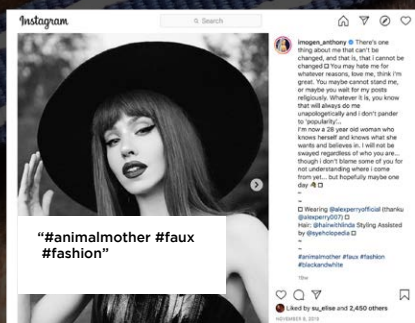 Instagram
Search
imogen_anthony There's one
thing about me that can't be
changed, and that is, that I cannot be
changed You may hate me for
whatever reasons, love me, think i'm
great. You maybe cannot stand me,
or maybe you wait for my posts
religiously. Whatever it is, you know
that will always do me
unapologetically and i don't pander
to 'popularity'...
I'm now a 28 year old woman who
knows herself and knows what she
wants and believes in. I will not be
swayed regardless of who you are...
though i don't blame some of you for
not understanding where i come
from yet... but hopefully maybe one
day
~
~
Wearing @alexperryofficial (thanku
@alexperry007)
Hair: @hairwithlinda Styling Assisted
by @syehclopedia
~
~
#animalmother #faux #fashion
#blackandwhite
“#animalmother #faux
#fashion”
Liked by su_elise and 2,450 others
NOVEMBER 8, 2019